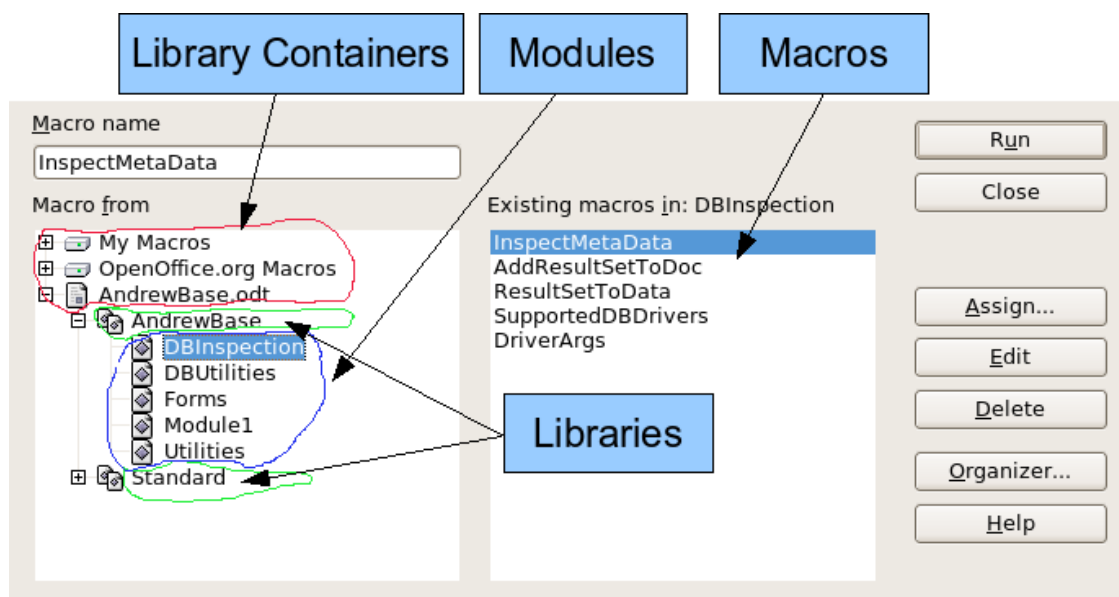 Library Containers
Modules
Macros
Macro name
InspectMetaData
Macro from
My Macros
OpenOffice.org Macros
AndrewBase.odt
AndrewBase
DBInspection
DBUtilities
Forms
Module1
Utilities
Standard
Existing macros in: DBInspection
InspectMetaData
AddResultSetToDoc
ResultSetToData
SupportedDBDrivers
DriverArgs
Libraries
Run
Close
Assign...
Edit
Delete
Organizer...
Help